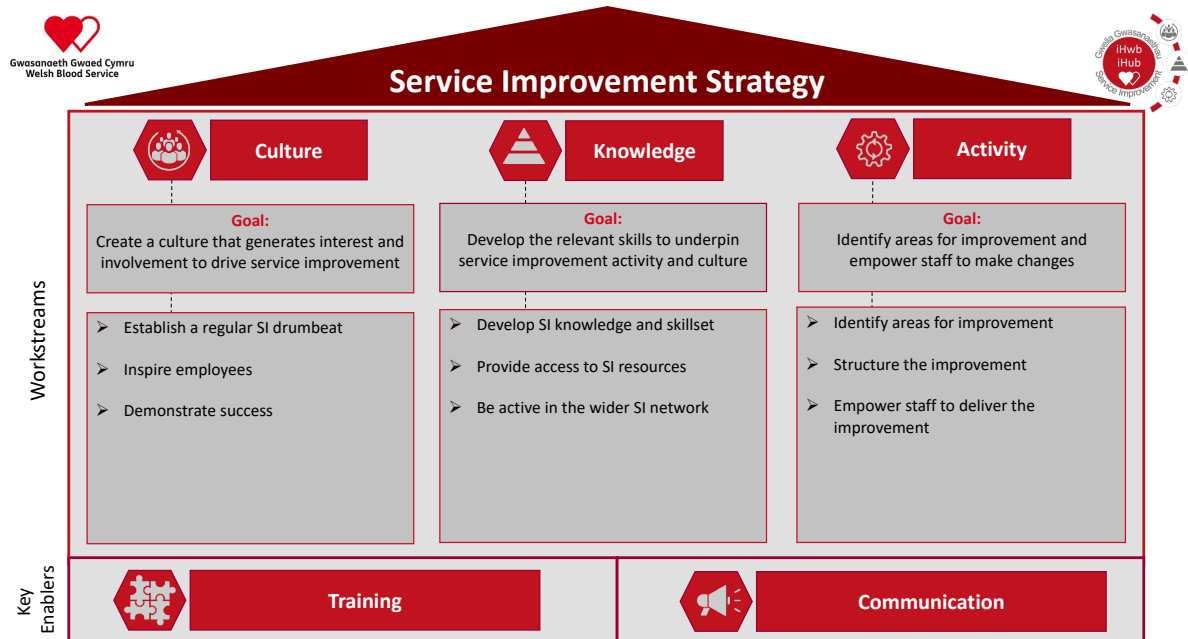 Gwasanaeth Gwaed Cymru
Welsh Blood Service
Service Improvement Strategy
Gwella Gwasanaethau
iHwb
iHub
Service Improvement
Workstreams
Culture
Goal:
Create a culture that generates interest and
involvement to drive service improvement
Establish a regular SI drumbeat
Inspire employees
Demonstrate success
Knowledge
Goal:
Develop the relevant skills to underpin
service improvement activity and culture
Develop SI knowledge and skillset
Provide access to SI resources
Be active in the wider SI network
Activity
Goal:
Identify areas for improvement and
empower staff to make changes
Identify areas for improvement
Structure the improvement
Empower staff to deliver the
improvement
Key
Enablers
Training
Communication